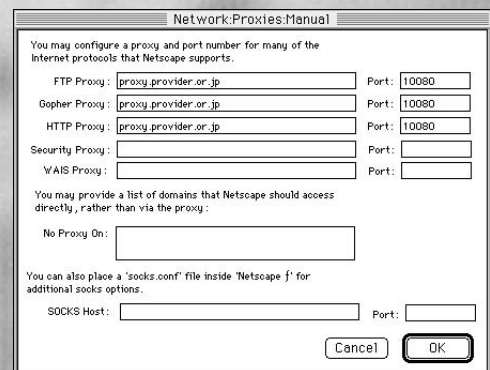 Network:Proxies:Manual
You may configure a proxy and port number for many of the
Internet protocols that Netscape supports.
FTP Proxy: proxy.provider.or.jp Port: 10080
Gopher Proxy: proxy.provider.or.jp Port: 10080
HTTP Proxy: proxy.provider.or.jp Port: 10080
Security Proxy: Port:
WAIS Proxy: Port:
You may provide a list of domains that Netscape should access
directly, rather than via the proxy:
No Proxy On:
You can also place a 'socks.conf' file inside 'Netscape ƒ' for
additional socks options.
SOCKS Host: Port:
Cancel OK